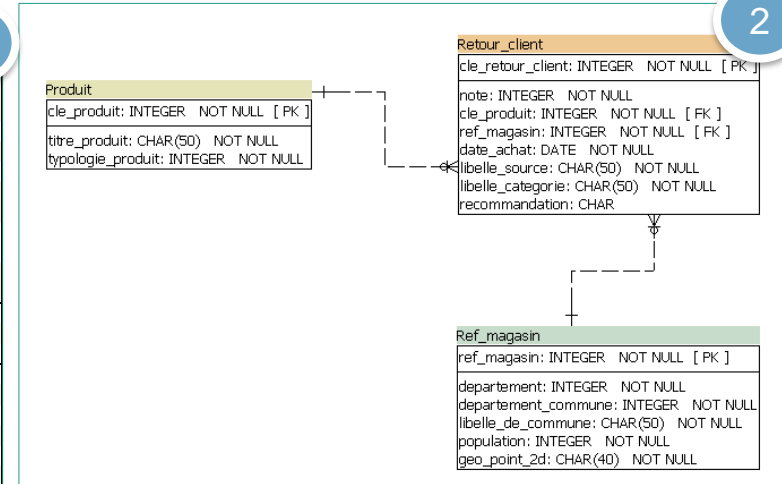 2
Retour_client
cle_retour_client: INTEGER NOT NULL [ PK ]
note: INTEGER NOT NULL
cle_produit: INTEGER NOT NULL [ FK ]
ref_magasin: INTEGER NOT NULL [ FK ]
date_achat: DATE NOT NULL
libelle_source: CHAR(50) NOT NULL
libelle_categorie: CHAR(50) NOT NULL
recommandation: CHAR
Produit
cle_produit: INTEGER NOT NULL [ PK ]
titre_produit: CHAR(50) NOT NULL
typologie_produit: INTEGER NOT NULL
Ref_magasin
ref_magasin: INTEGER NOT NULL [ PK ]
departement: INTEGER NOT NULL
departement_commune: INTEGER NOT NULL
libelle_de_commune: CHAR(50) NOT NULL
population: INTEGER NOT NULL
geo_point_2d: CHAR(40) NOT NULL